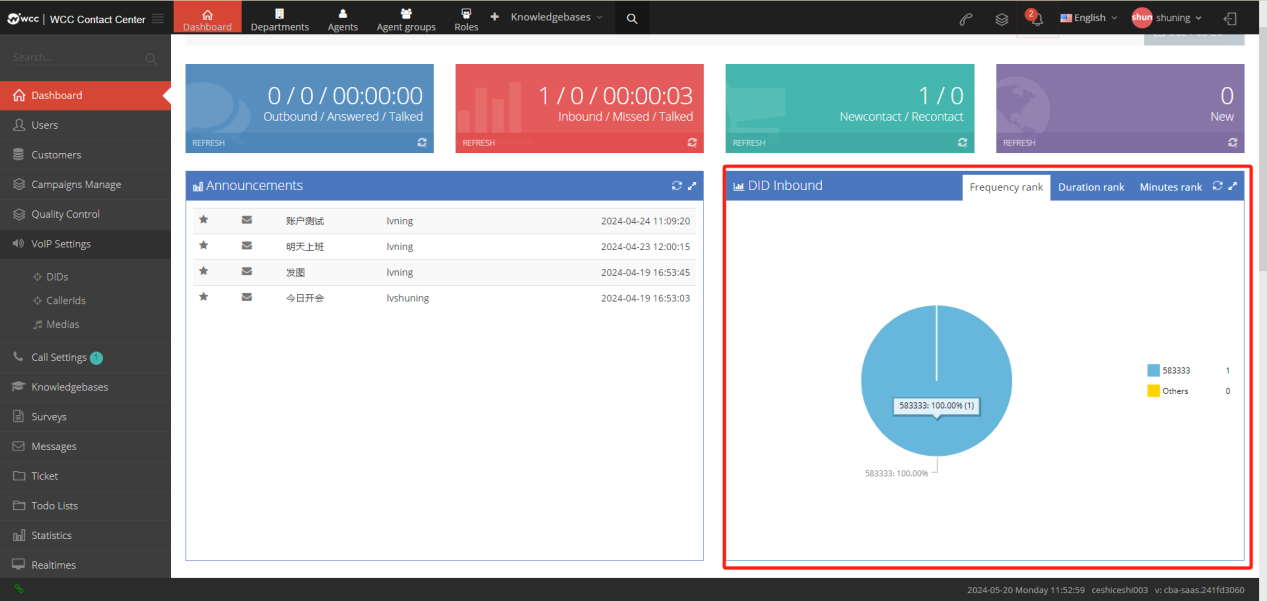 wcc | WCC Contact Center
Dashboard
Departments
Agents
Agent groups
Roles
Knowledgebases
2
English
shun
shuning
Search...
Dashboard
Users
Customers
Campaigns Manage
Quality Control
VoIP Settings
DIDs
CallerIds
Medias
Call Settings 1
Knowledgebases
Surveys
Messages
Ticket
Todo Lists
Statistics
Realtimes
0 / 0 / 00:00:00
Outbound / Answered / Talked
REFRESH
1 / 0 / 00:00:03
Inbound / Missed / Talked
REFRESH
1 / 0
Newcontact / Recontact
REFRESH
0
New
REFRESH
Announcements
账户测试 lvning 2024-04-24 11:09:20
明天上班 lvning 2024-04-23 12:00:15
发图 lvning 2024-04-19 16:53:45
今日开会 lvshuning 2024-04-19 16:53:03
DID Inbound
Frequency rank
Duration rank
Minutes rank
583333: 100.00% (1)
583333: 100.00%
583333 1
Others 0
2024-05-20 Monday 11:52:59 ceshiceshi003 v: cba-saas.241fd3060